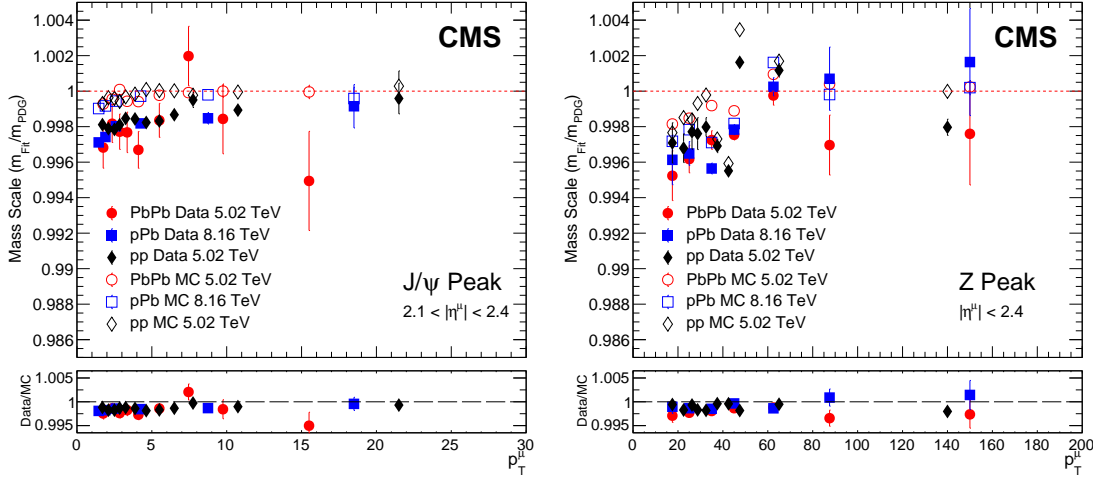 CMS
Mass Scale (m_Fit/m_PDG)
1.004
1.002
1
0.998
0.996
0.994
0.992
0.99
0.988
0.986
PbPb Data 5.02 TeV
pPb Data 8.16 TeV
pp Data 5.02 TeV
PbPb MC 5.02 TeV
pPb MC 8.16 TeV
pp MC 5.02 TeV
J/ψ Peak
2.1 < |η^μ| < 2.4
Data/MC
1.005
1
0.995
0 5 10 15 20 25 30
p_T^μ
CMS
Mass Scale (m_Fit/m_PDG)
1.004
1.002
1
0.998
0.996
0.994
0.992
0.99
0.988
0.986
PbPb Data 5.02 TeV
pPb Data 8.16 TeV
pp Data 5.02 TeV
PbPb MC 5.02 TeV
pPb MC 8.16 TeV
pp MC 5.02 TeV
Z Peak
|η^μ| < 2.4
Data/MC
1.005
1
0.995
0 20 40 60 80 100 120 140 160 180 200
p_T^μ